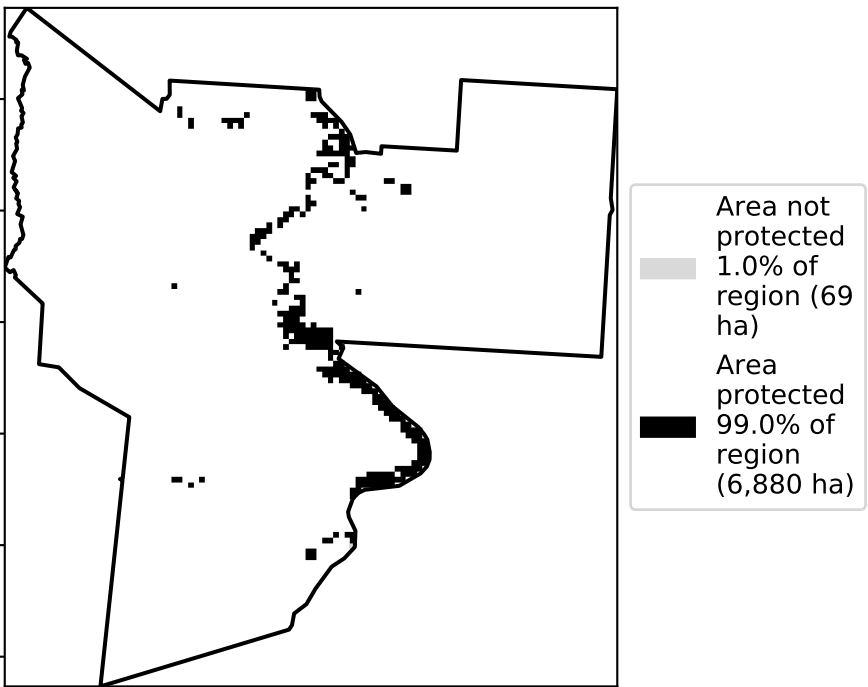 Area not
protected
1.0% of
region (69
ha)
Area
protected
99.0% of
region
(6,880 ha)